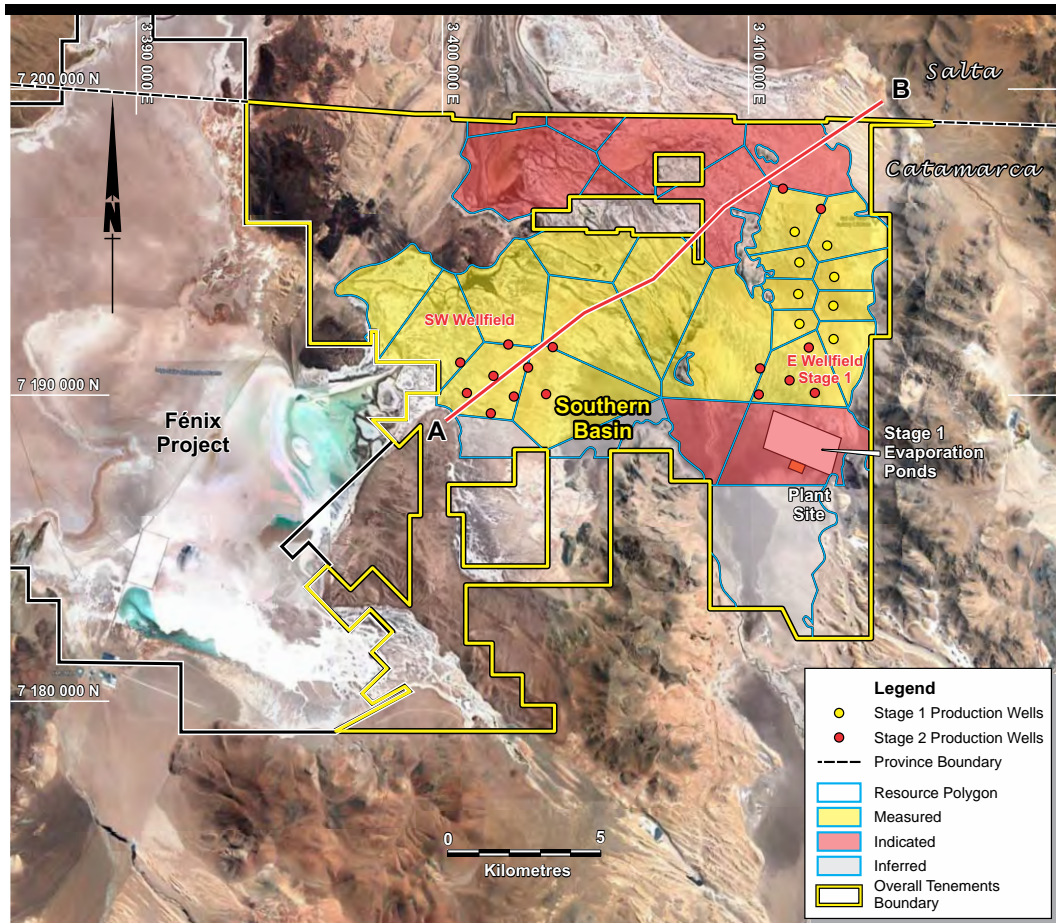 3 390 000 E
3 400 000 E
3 410 000 E
7 200 000 N
Salta
B
Catamarca
N
SW Wellfield
E Wellfield
Stage 1
7 190 000 N
Fénix
Project
A
Southern
Basin
Stage 1
Evaporation
Ponds
Plant
Site
7 180 000 N
Legend
Stage 1 Production Wells
Stage 2 Production Wells
Province Boundary
Resource Polygon
Measured
Indicated
Inferred
Overall Tenements
Boundary
0
5
Kilometres